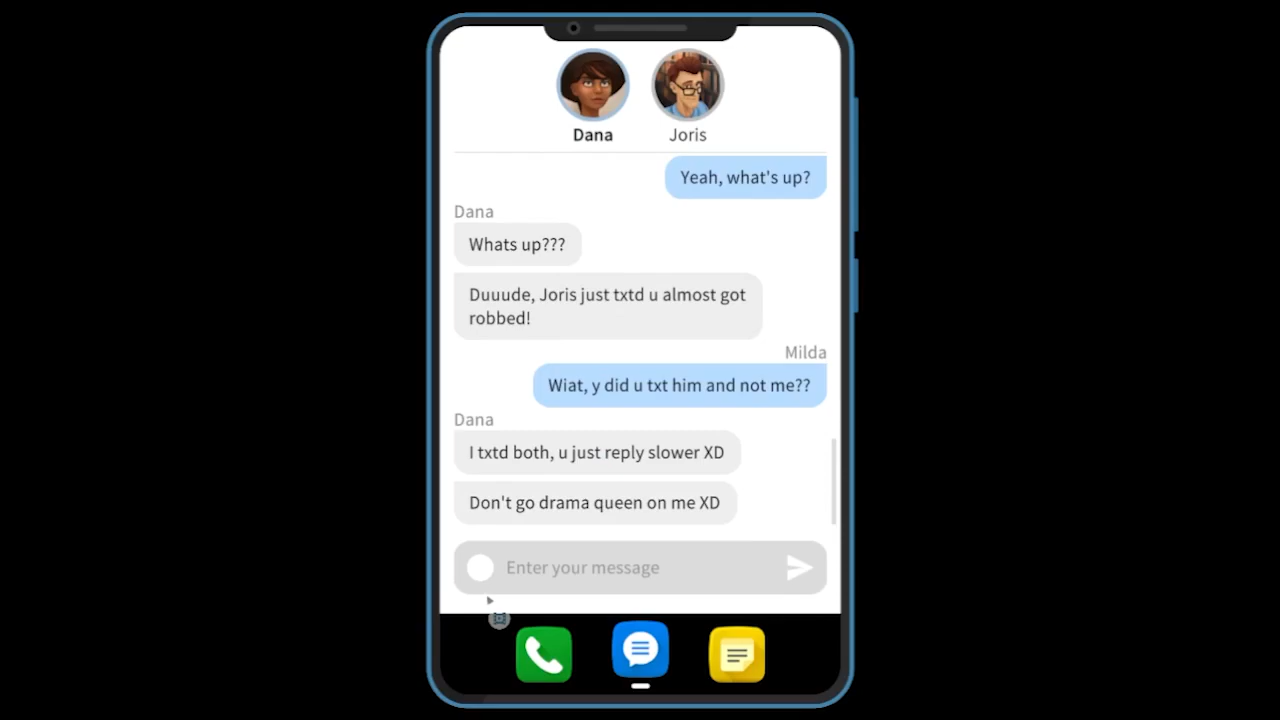 Dana
Joris
Yeah, what's up?
Dana
Whats up???
Duuude, Joris just txtd u almost got
robbed!
Milda
Wiat, y did u txt him and not me??
Dana
I txtd both, u just reply slower XD
Don't go drama queen on me XD
Enter your message